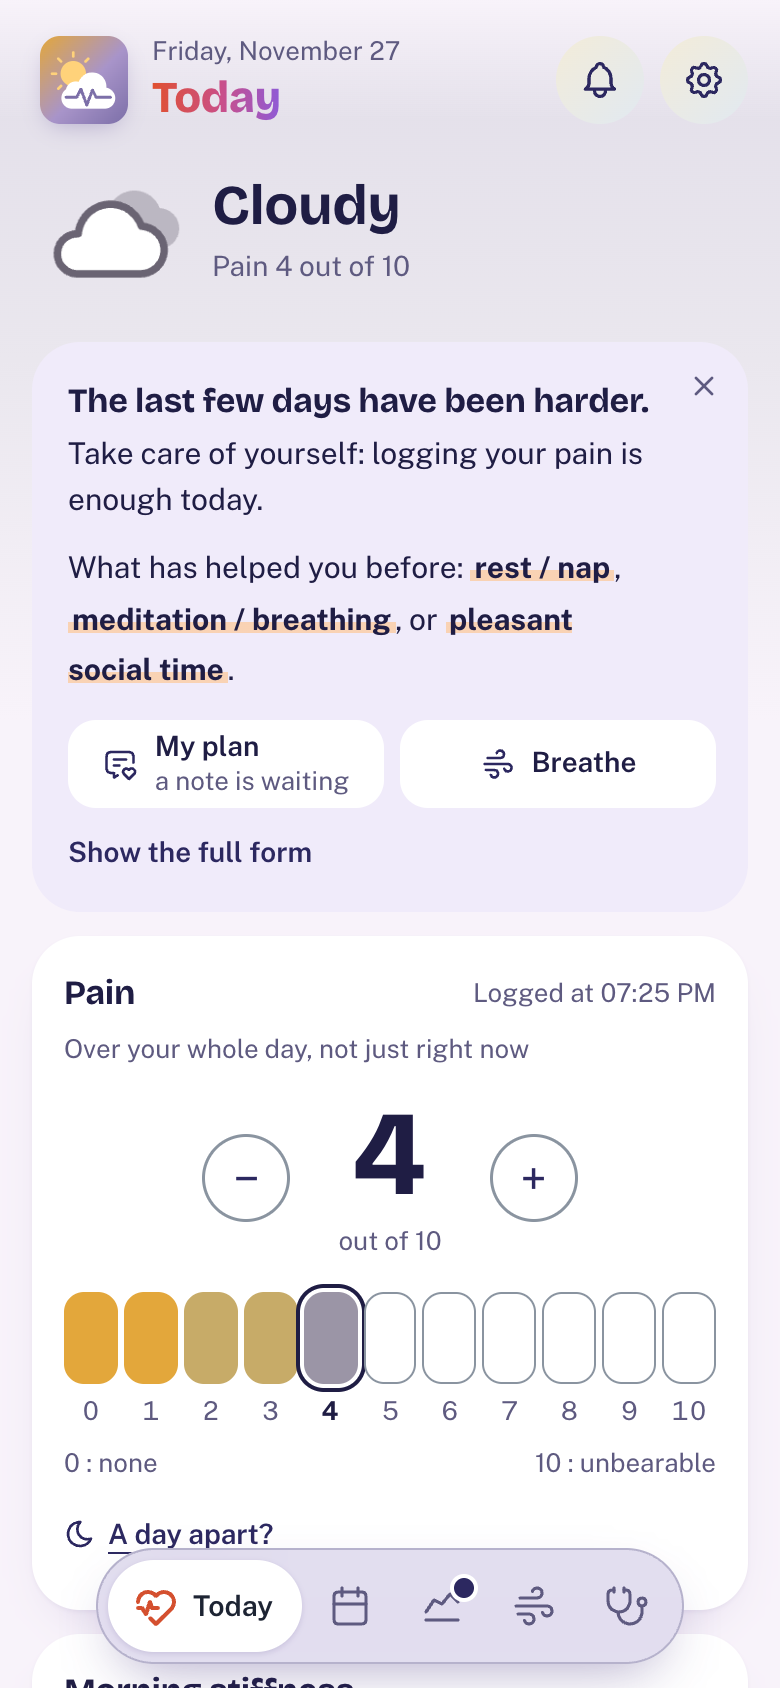 Friday, November 27
Today
Cloudy
Pain 4 out of 10
The last few days have been harder.
Take care of yourself: logging your pain is
enough today.
What has helped you before: rest / nap,
meditation / breathing, or pleasant
social time.
My plan
a note is waiting
Breathe
Show the full form
Pain
Logged at 07:25 PM
Over your whole day, not just right now
−
4
+
out of 10
0 1 2 3 4 5 6 7 8 9 10
0 : none
10 : unbearable
A day apart?
Today
Morning stiffness